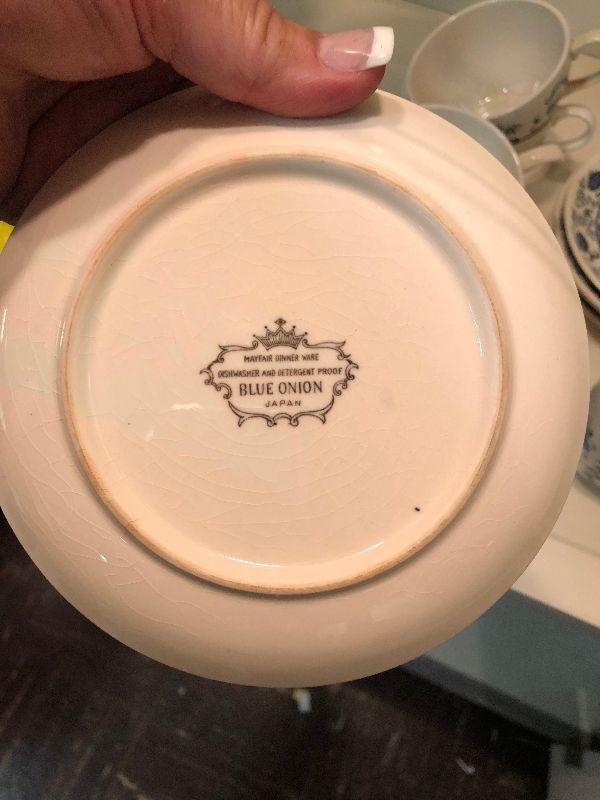 MAYFAIR DINNER WARE
DISHWASHER AND DETERGENT PROOF
BLUE ONION
JAPAN